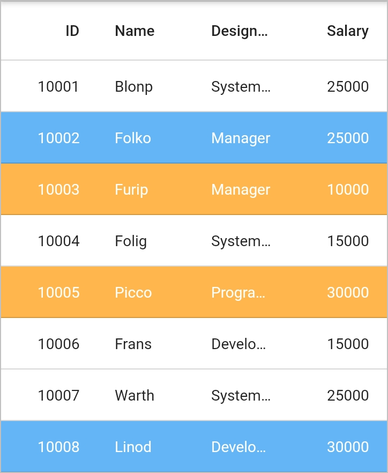 ID Name Design... Salary
10001 Blonp System... 25000
10002 Folko Manager 25000
10003 Furip Manager 10000
10004 Folig System... 15000
10005 Picco Progra... 30000
10006 Frans Develo... 15000
10007 Warth System... 25000
10008 Linod Develo... 30000